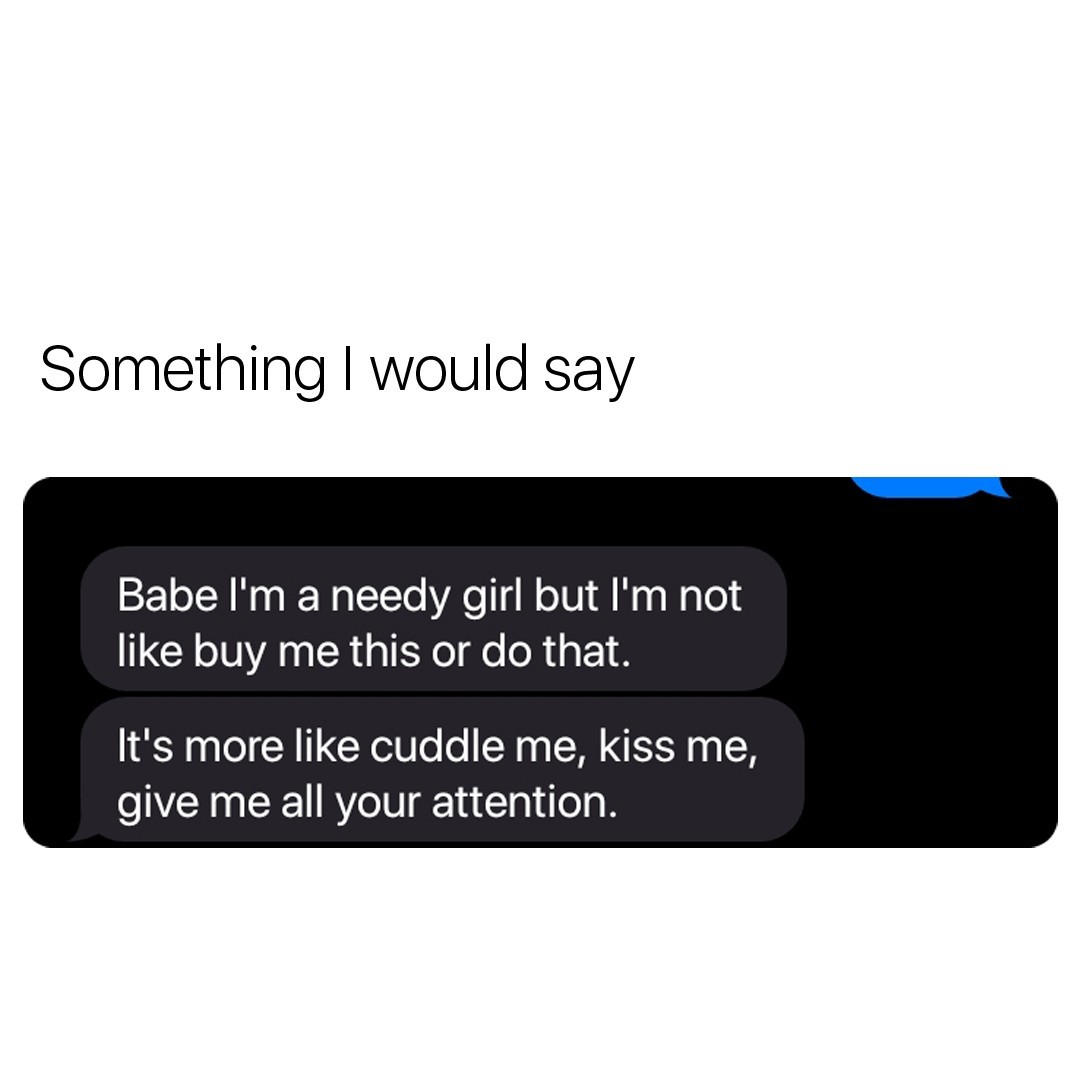 Something I would say
Babe I'm a needy girl but I'm not
like buy me this or do that.
It's more like cuddle me, kiss me,
give me all your attention.